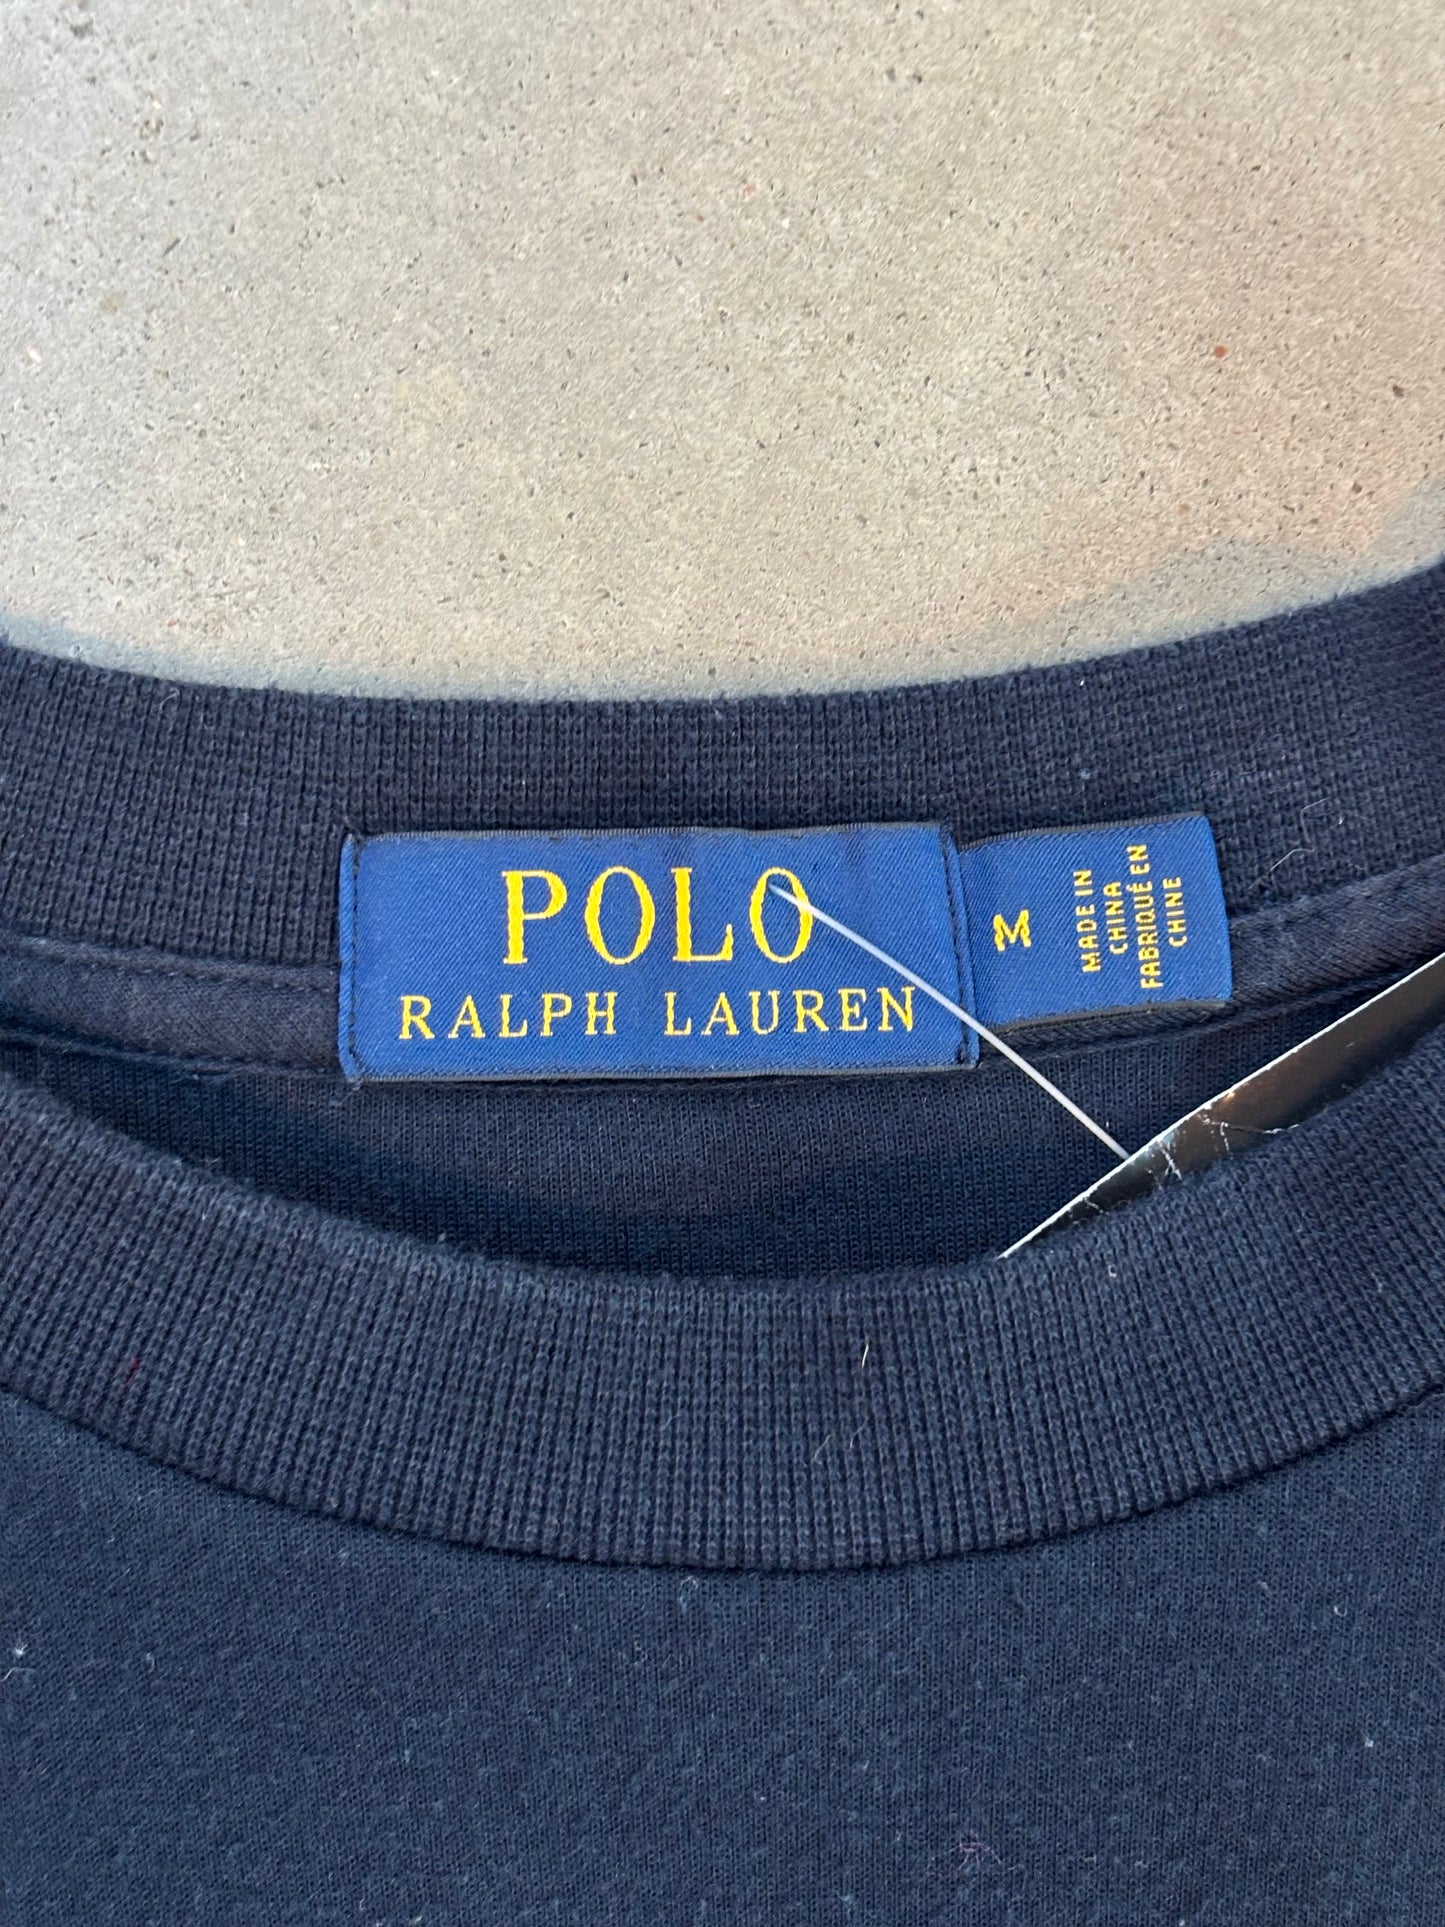 POLO
RALPH LAUREN
M
MADE IN
CHINA
FABRIQUÉ EN
CHINE